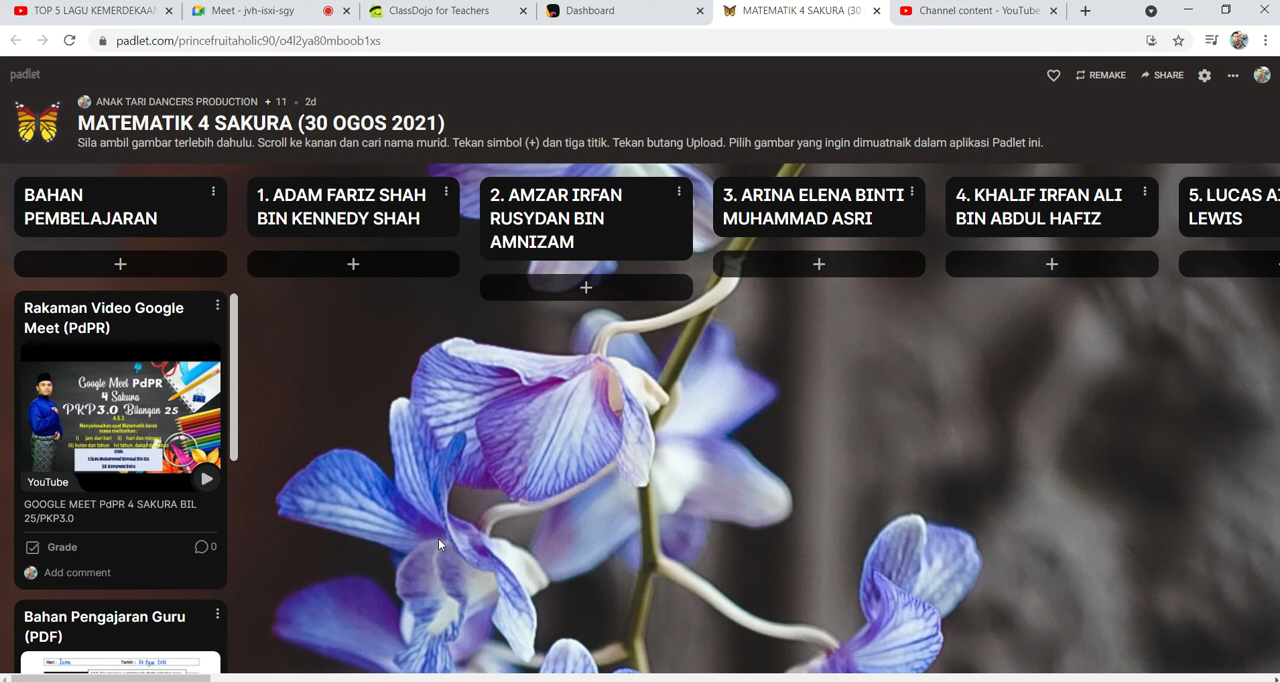 TOP 5 LAGU KEMERDEKAAN
Meet - jvh-isxi-sgy
ClassDojo for Teachers
Dashboard
MATEMATIK 4 SAKURA (30
Channel content - YouTube
padlet.com/princefruitaholic90/o4l2ya80mboob1xs
padlet
REMAKE
SHARE
ANAK TARI DANCERS PRODUCTION + 11 • 2d
MATEMATIK 4 SAKURA (30 OGOS 2021)
Sila ambil gambar terlebih dahulu. Scroll ke kanan dan cari nama murid. Tekan simbol (+) dan tiga titik. Tekan butang Upload. Pilih gambar yang ingin dimuatnaik dalam aplikasi Padlet ini.
BAHAN
PEMBELAJARAN
1. ADAM FARIZ SHAH
BIN KENNEDY SHAH
2. AMZAR IRFAN
RUSYDAN BIN
AMNIZAM
3. ARINA ELENA BINTI
MUHAMMAD ASRI
4. KHALIF IRFAN ALI
BIN ABDUL HAFIZ
5. LUCAS
LEWIS
Rakaman Video Google
Meet (PdPR)
Google Meet PdPR
4 Sakura
PKP3.0 Bilangan 25
4.5.3
YouTube
GOOGLE MEET PdPR 4 SAKURA BIL
25/PKP3.0
Grade
0
Add comment
Bahan Pengajaran Guru
(PDF)